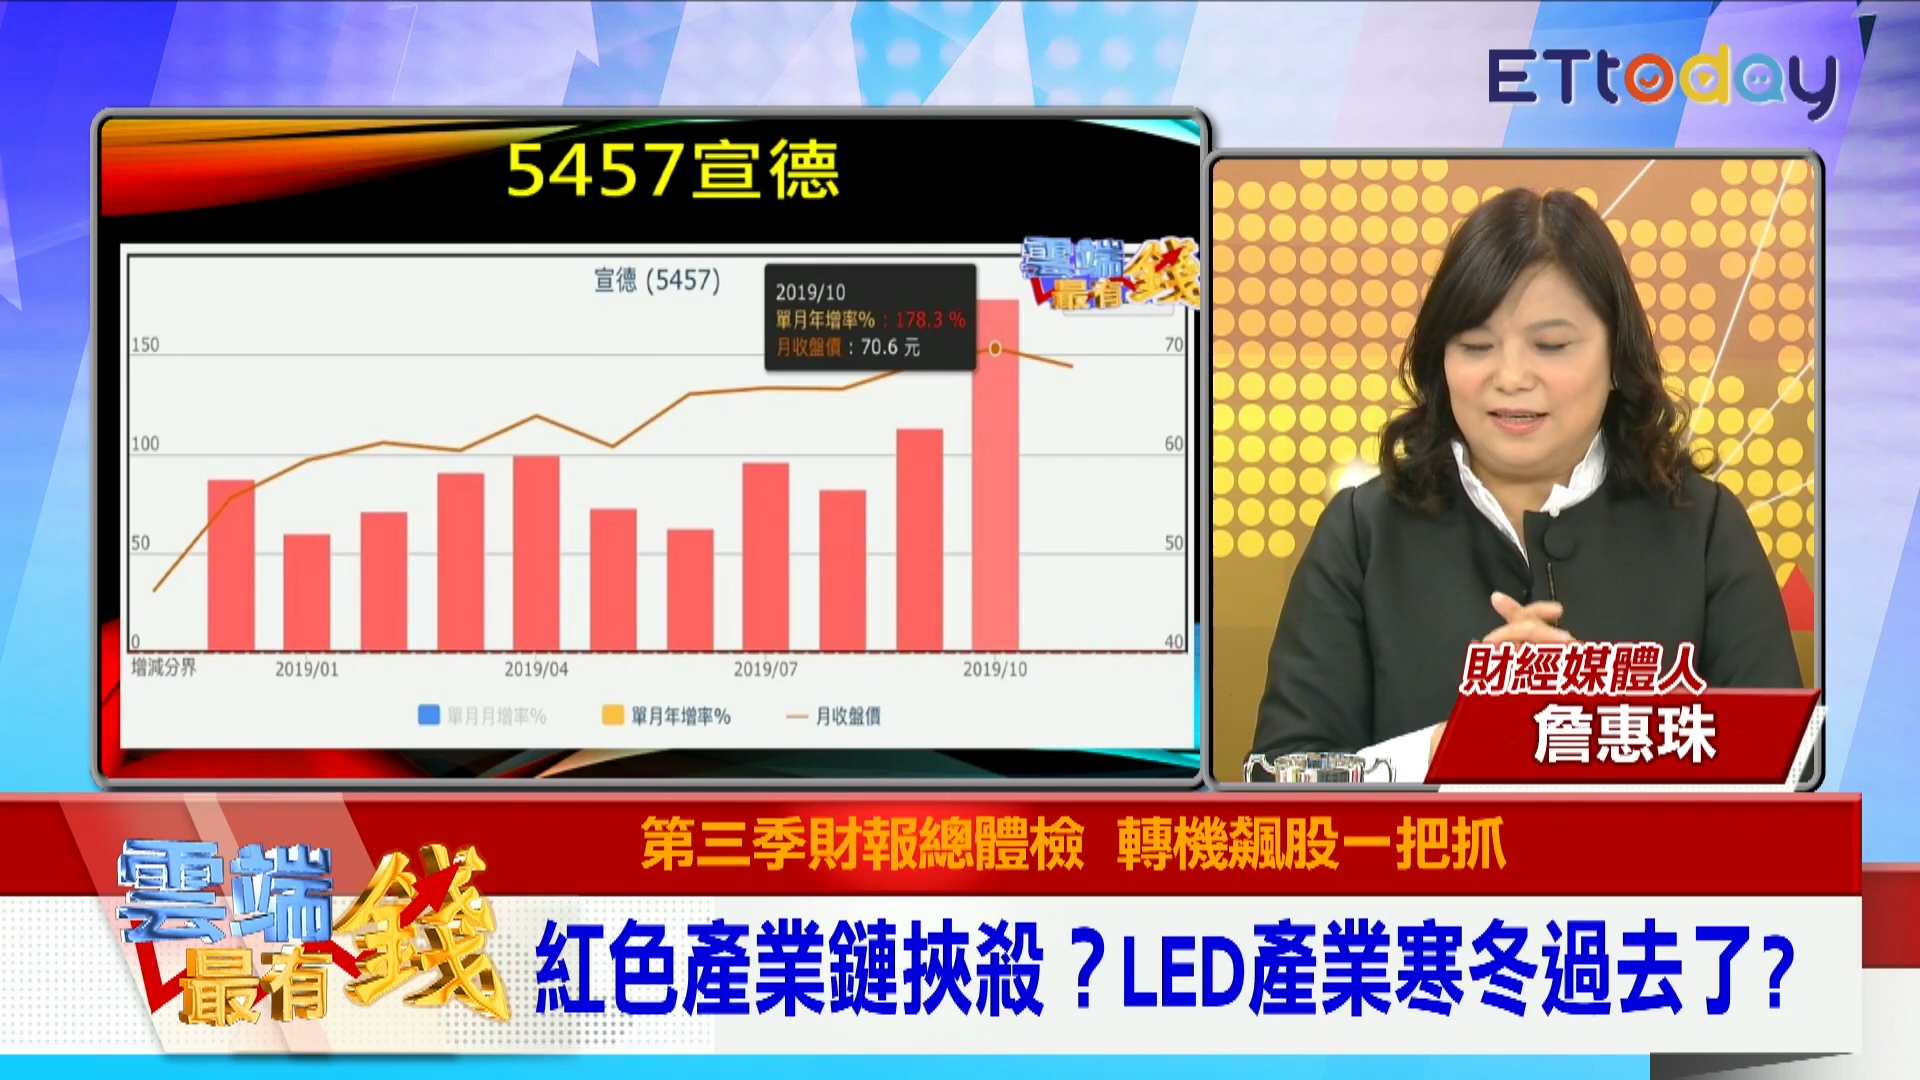 ETtoday
5457宣德
宣德 (5457)
雲端
最有錢
2019/10
單月年增率% : 178.3 %
月收盤價 : 70.6 元
150
70
100
60
50
50
0
40
增減分界
2019/01
2019/04
2019/07
2019/10
單月月增率%
單月年增率%
月收盤價
財經媒體人
詹惠珠
第三季財報總體檢 轉機飆股一把抓
雲端
最有錢
紅色產業鏈挾殺？LED產業寒冬過去了?